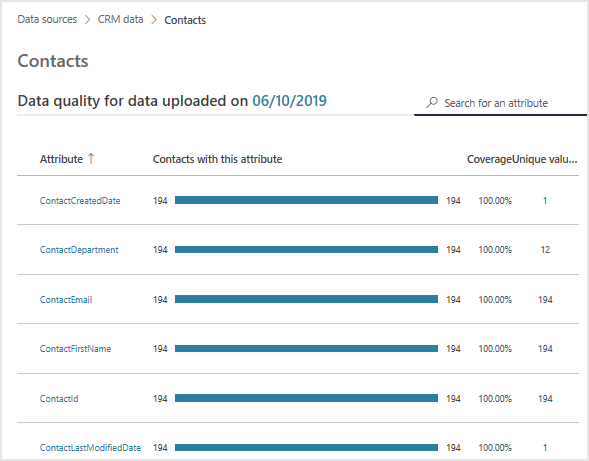 Data sources > CRM data > Contacts
Contacts
Data quality for data uploaded on 06/10/2019
Search for an attribute
Attribute ↑ Contacts with this attribute CoverageUnique valu...
ContactCreatedDate 194 194 100.00% 1
ContactDepartment 194 194 100.00% 12
ContactEmail 194 194 100.00% 194
ContactFirstName 194 194 100.00% 194
ContactId 194 194 100.00% 194
ContactLastModifiedDate 194 194 100.00% 1